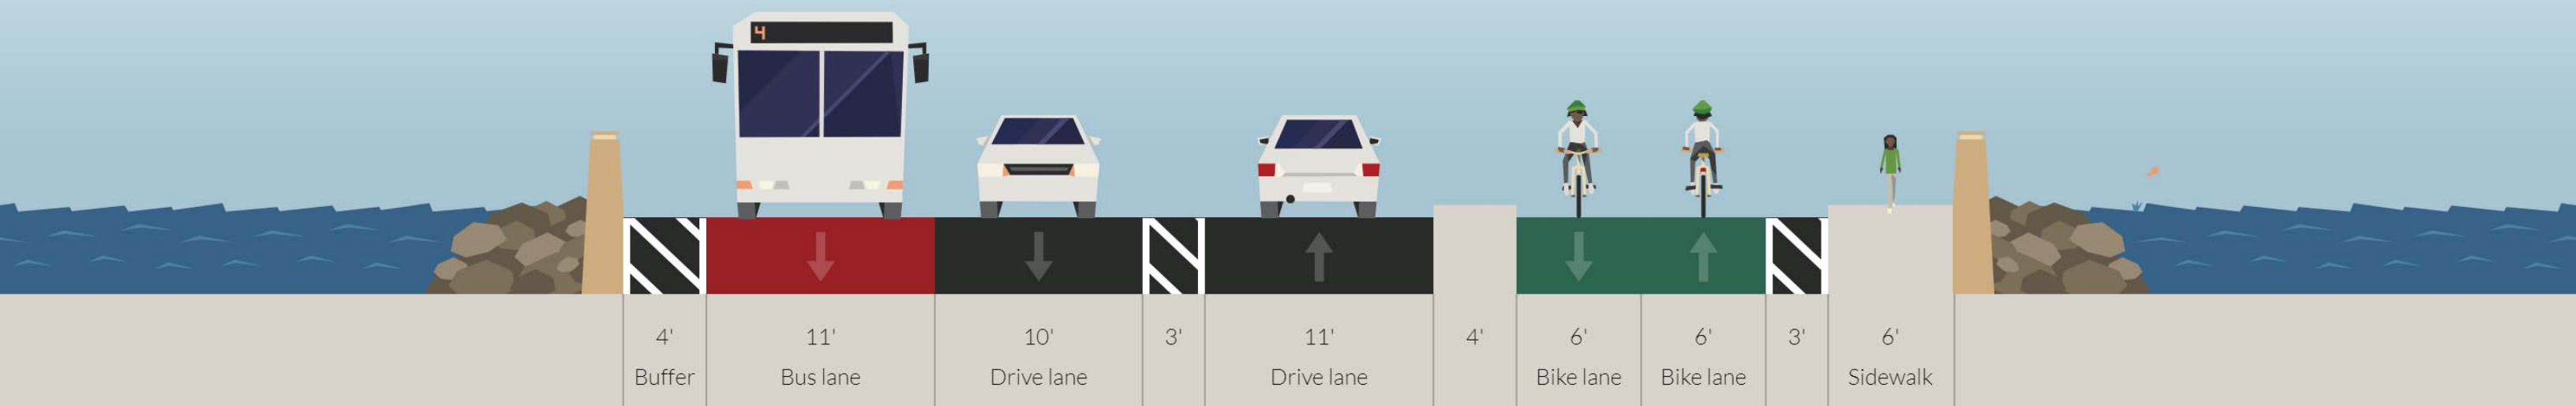 4
4' 11' 10' 3' 11' 4' 6' 6' 3' 6'
Buffer Bus lane Drive lane Drive lane Bike lane Bike lane Sidewalk